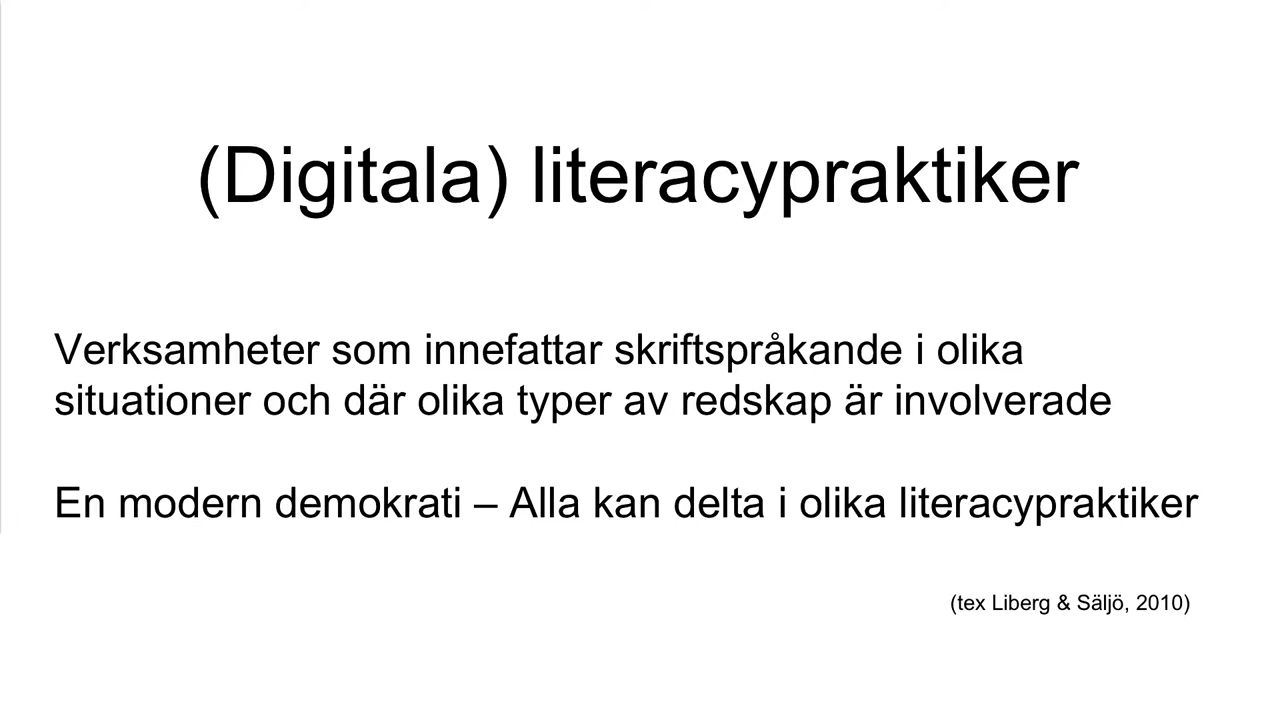 (Digitala) literacypraktiker
Verksamheter som innefattar skriftspråkande i olika
situationer och där olika typer av redskap är involverade
En modern demokrati – Alla kan delta i olika literacypraktiker
(tex Liberg & Säljö, 2010)